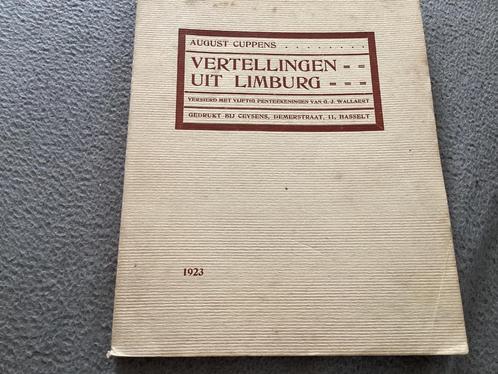 AUGUST CUPPENS . . . . . . . .
VERTELLINGEN = =
UIT LIMBURG = = =
VERSIERD MET VIJFTIG PENTEEKENINGEN VAN G. J. WALLAERT
GEDRUKT BIJ CEYSENS, DEMERSTRAAT, 11, HASSELT
1923